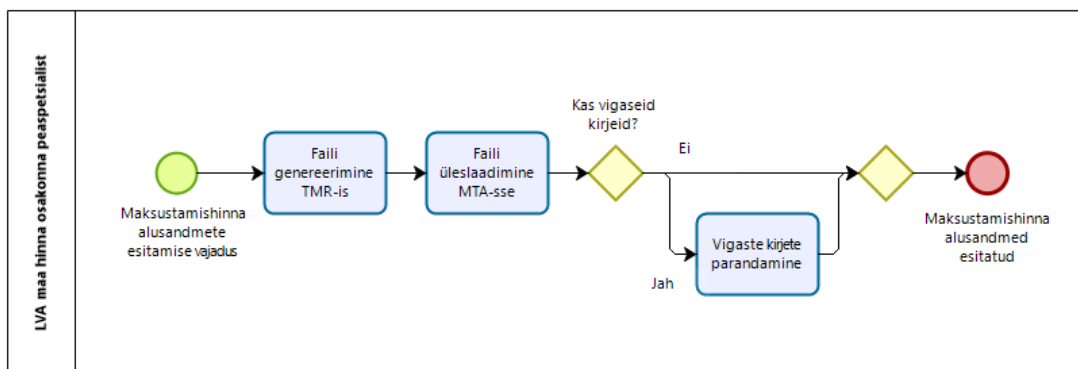 LVA maa hinna osakonna peaspetsialist
Maksustamishinna
alusandmete
esitamise vajadus
Faili
genereerimine
TMR-is
Faili
üleslaadimine
MTA-sse
Kas vigaseid
kirjeid?
Ei
Jah
Vigaste kirjete
parandamine
Maksustamishinna
alusandmed
esitatud